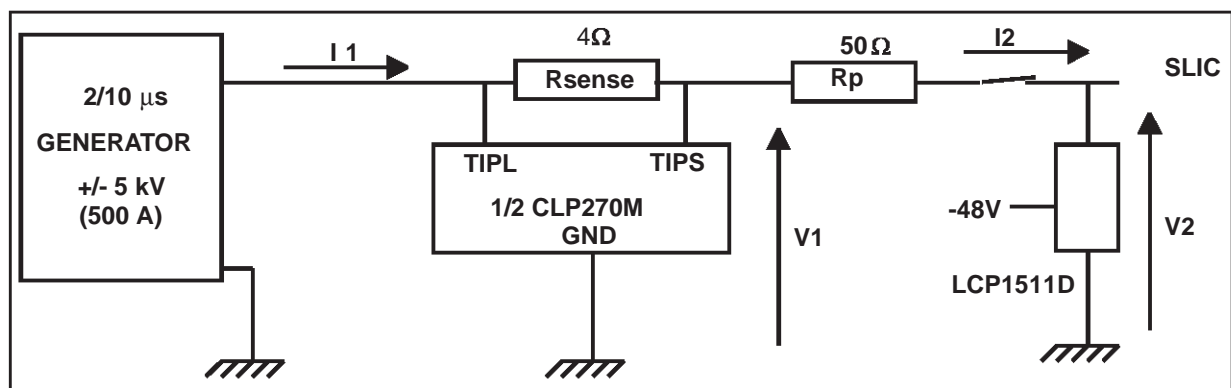 I 1
4Ω
50Ω
I2
SLIC
Rsense
Rp
2/10 μs
GENERATOR
+/- 5 kV
(500 A)
TIPL
TIPS
1/2 CLP270M
GND
-48V
V1
V2
LCP1511D